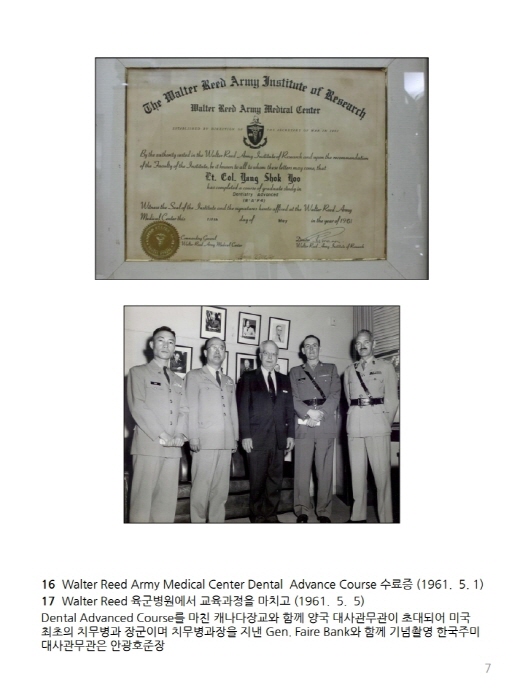 The Walter Reed Army Institute of Research
Walter Reed Army Medical Center
By the authority vested in the Walter Reed Army Institute of Research and upon the recommendation
of the Faculty of the Institute, be it known to all to whom these letters may come, that
Lt. Col. Yang Shok Yoo
has completed a course of graduate study in
Dentistry Advanced
Witness the Seal of the Institute and the signatures hereto affixed at the Walter Reed Army
Medical Center this day of May in the year of 1961
Commanding General
Walter Reed Army Medical Center
Director
Walter Reed Army Institute of Research
16 Walter Reed Army Medical Center Dental Advance Course 수료증 (1961. 5. 1)
17 Walter Reed 육군병원에서 교육과정을 마치고 (1961. 5. 5)
Dental Advanced Course를 마친 캐나다장교와 함께 양국 대사관무관이 초대되어 미국
최초의 치무병과 장군이며 치무병과장을 지낸 Gen. Faire Bank와 함께 기념촬영 한국주미
대사관무관은 안광호준장
7